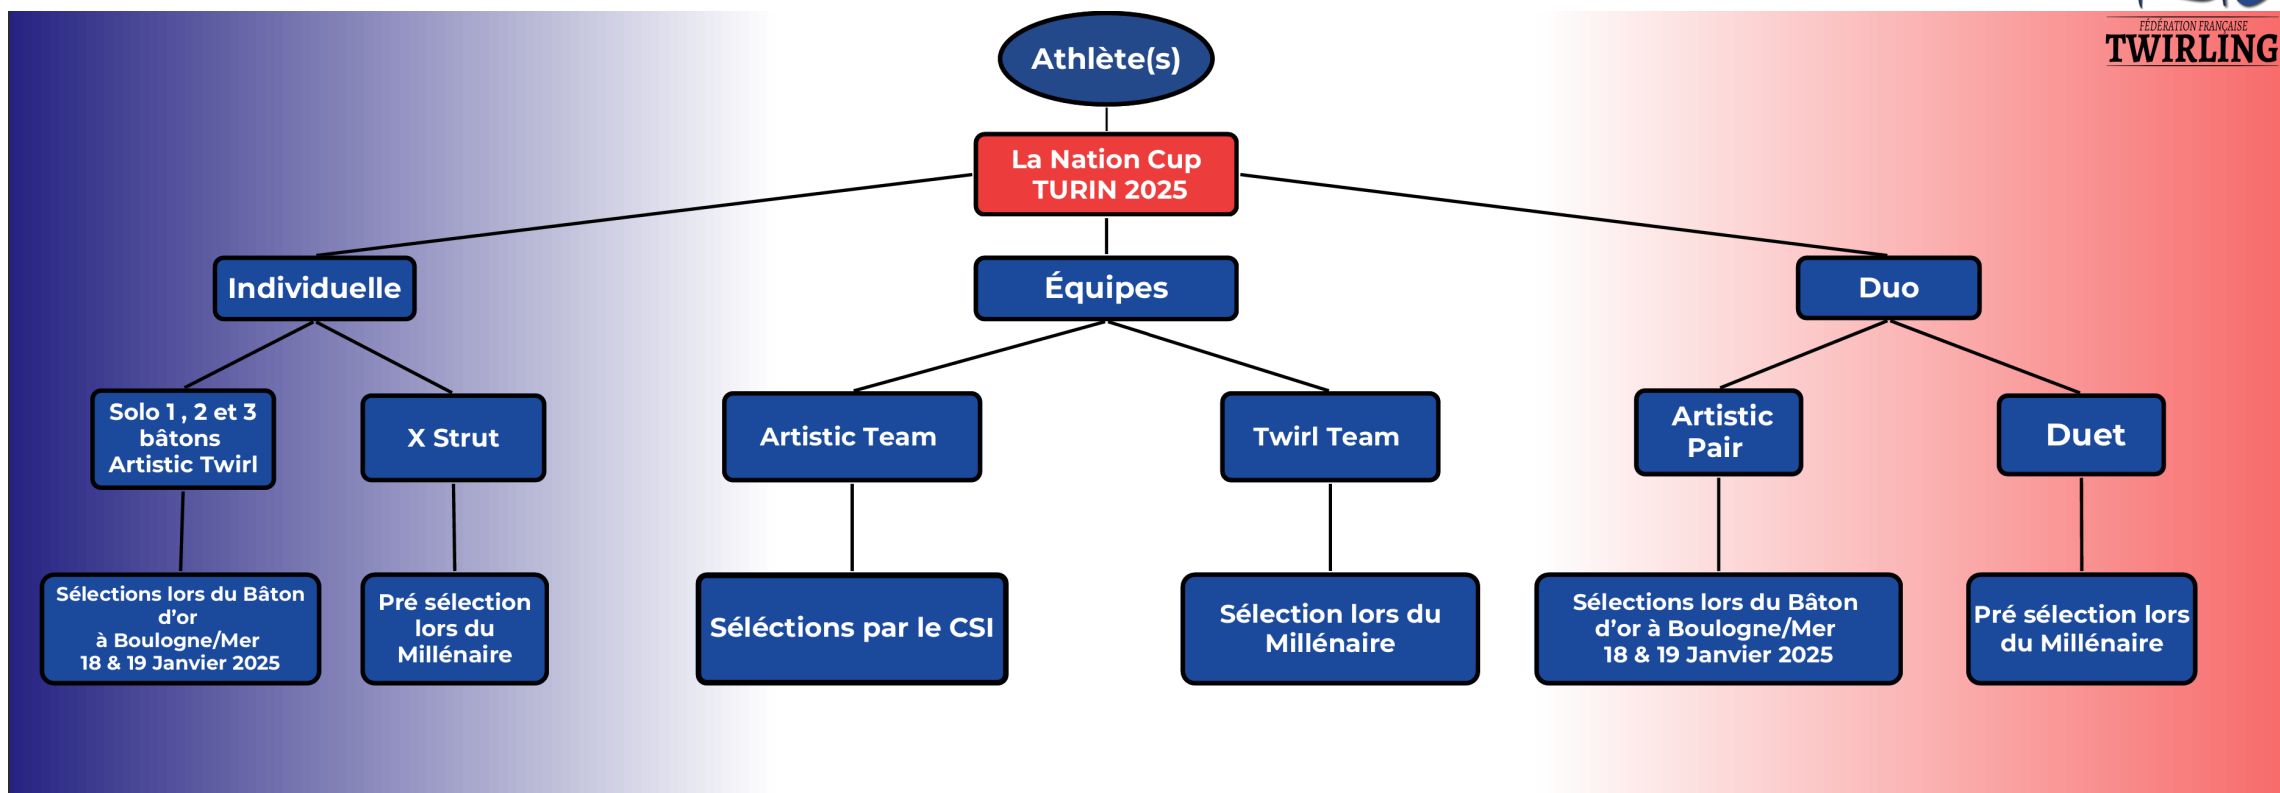 FÉDÉRATION FRANÇAISE
TWIRLING
Athlète(s)
La Nation Cup
TURIN 2025
Individuelle
Équipes
Duo
Solo 1 , 2 et 3
bâtons
Artistic Twirl
X Strut
Artistic Team
Twirl Team
Artistic
Pair
Duet
Sélections lors du Bâton
d’or
à Boulogne/Mer
18 & 19 Janvier 2025
Pré sélection
lors du
Millénaire
Séléctions par le CSI
Sélection lors du
Millénaire
Sélections lors du Bâton
d’or à Boulogne/Mer
18 & 19 Janvier 2025
Pré sélection lors
du Millénaire